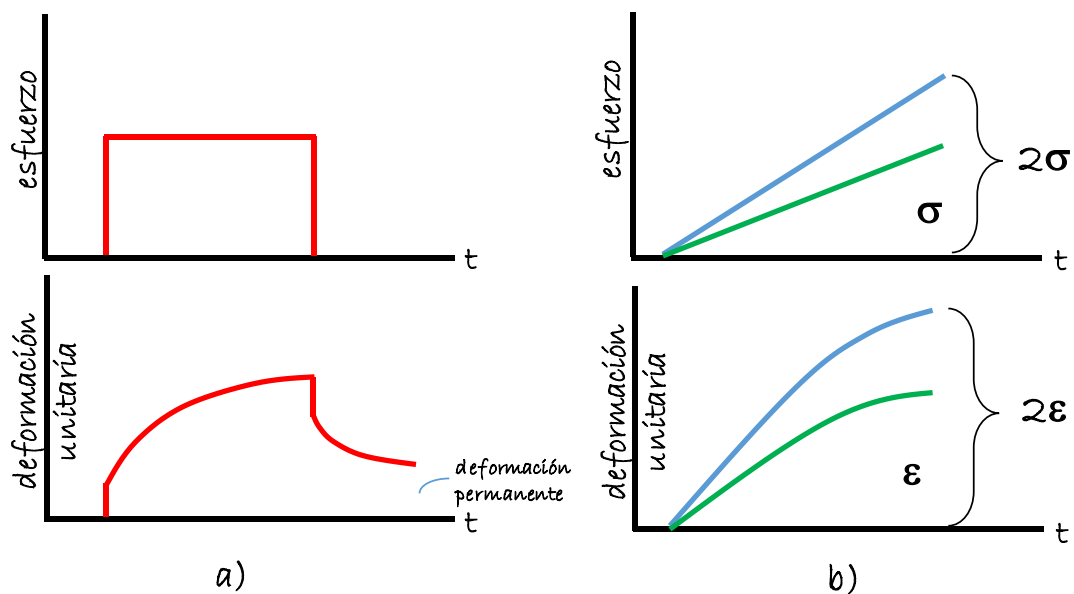 esfuerzo
t
deformación
unitaria
deformación
permanente
t
a)
esfuerzo
2σ
σ
t
deformación
unitaria
2ε
ε
t
b)